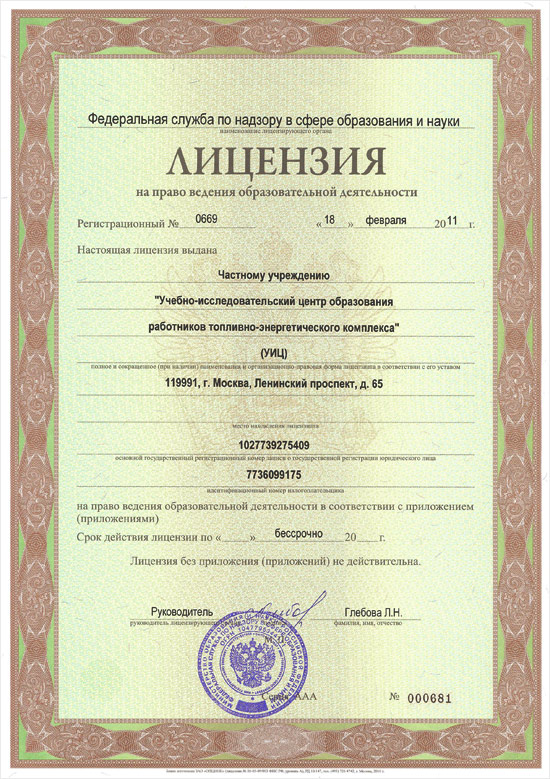 Федеральная служба по надзору в сфере образования и науки
наименование лицензирующего органа
ЛИЦЕНЗИЯ
на право ведения образовательной деятельности
Регистрационный № 0669 « 18 » февраля 2011 г.
Настоящая лицензия выдана
Частному учреждению
"Учебно-исследовательский центр образования
работников топливно-энергетического комплекса"
(УИЦ)
полное и сокращенное (при наличии) наименования и организационно-правовая форма лицензиата в соответствии с его уставом
119991, г. Москва, Ленинский проспект, д. 65
место нахождения лицензиата
1027739275409
основной государственный регистрационный номер записи о государственной регистрации юридического лица
7736099175
идентификационный номер налогоплательщика
на право ведения образовательной деятельности в соответствии с приложением
(приложениями)
Срок действия лицензии по «____» бессрочно 20___г.
Лицензия без приложения (приложений) не действительна.
Руководитель Глебова Л.Н.
руководитель лицензирующего фамилия, имя, отчество
М.П.
Серия ААА № 000681